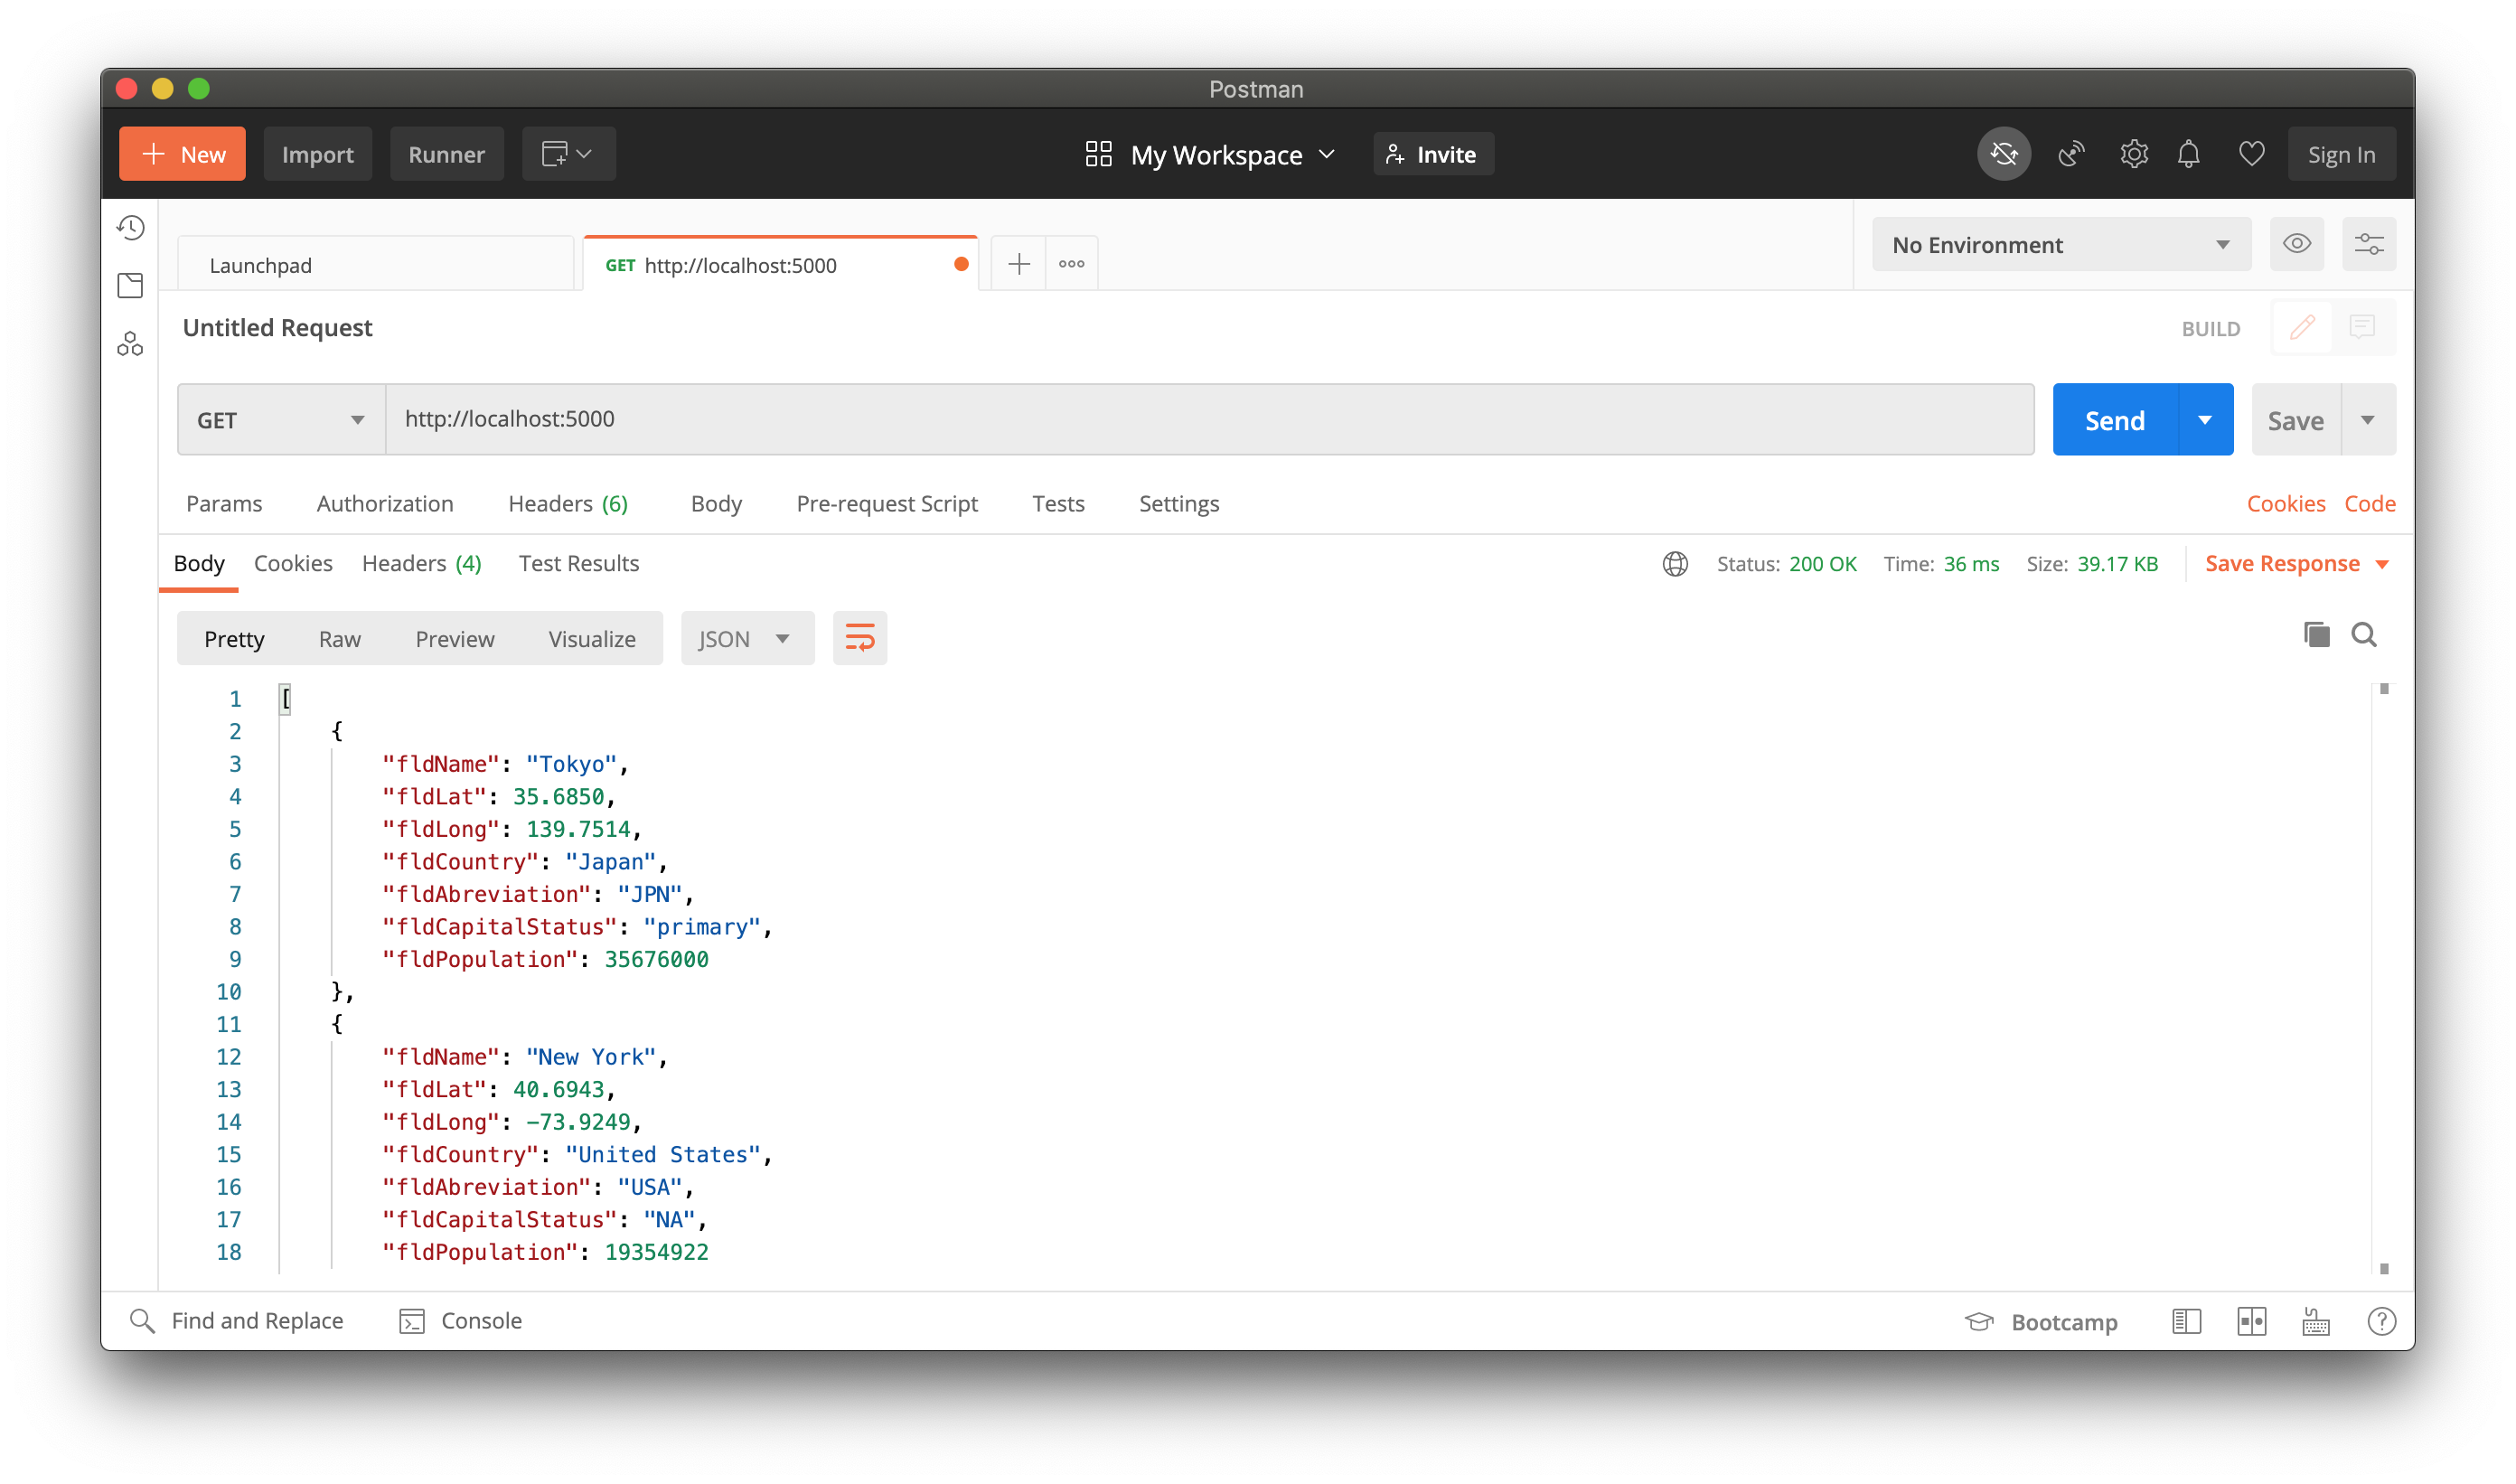 Postman
New Import Runner My Workspace Invite Sign In
Launchpad GET http://localhost:5000 No Environment
Untitled Request BUILD
GET http://localhost:5000 Send Save
Params Authorization Headers (6) Body Pre-request Script Tests Settings Cookies Code
Body Cookies Headers (4) Test Results Status: 200 OK Time: 36 ms Size: 39.17 KB Save Response
Pretty Raw Preview Visualize JSON
1 [
2 {
3 "fldName": "Tokyo",
4 "fldLat": 35.6850,
5 "fldLong": 139.7514,
6 "fldCountry": "Japan",
7 "fldAbreviation": "JPN",
8 "fldCapitalStatus": "primary",
9 "fldPopulation": 35676000
10 },
11 {
12 "fldName": "New York",
13 "fldLat": 40.6943,
14 "fldLong": -73.9249,
15 "fldCountry": "United States",
16 "fldAbreviation": "USA",
17 "fldCapitalStatus": "NA",
18 "fldPopulation": 19354922
Find and Replace Console Bootcamp